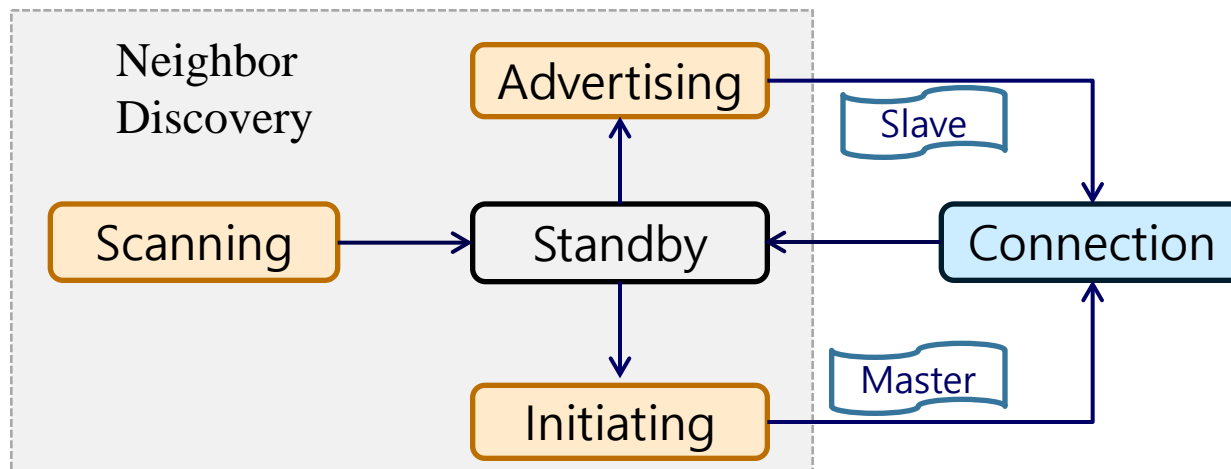 Neighbor
Discovery
Advertising
Slave
Scanning
Standby
Connection
Master
Initiating